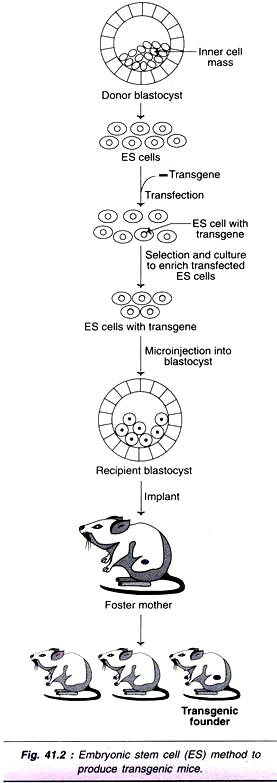 Inner cell
mass
Donor blastocyst
ES cells
Transgene
Transfection
ES cell with
transgene
Selection and culture
to enrich transfected
ES cells
ES cells with transgene
Microinjection into
blastocyst
Recipient blastocyst
Implant
Foster mother
Transgenic
founder
Fig. 41.2 : Embryonic stem cell (ES) method to
produce transgenic mice.